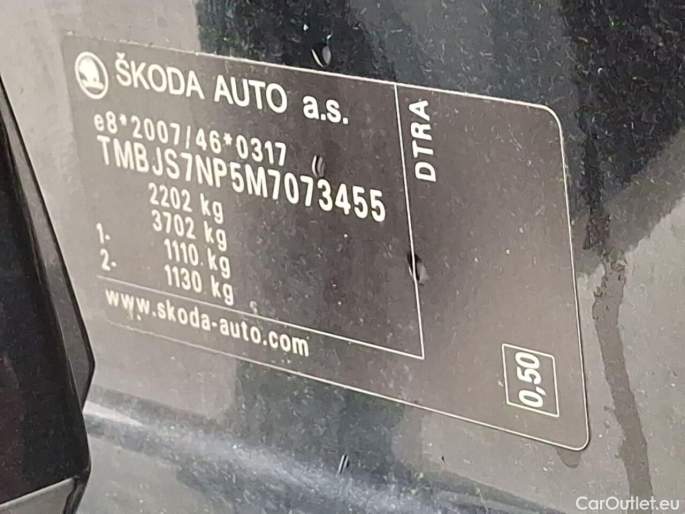 ŠKODA AUTO a.s.
e8*2007/46*0317
TMBJS7NP5M7073455
2202 kg
3702 kg
1- 1110 kg
2- 1130 kg
www.skoda-auto.com
DTRA
0,50
CarOutlet.eu